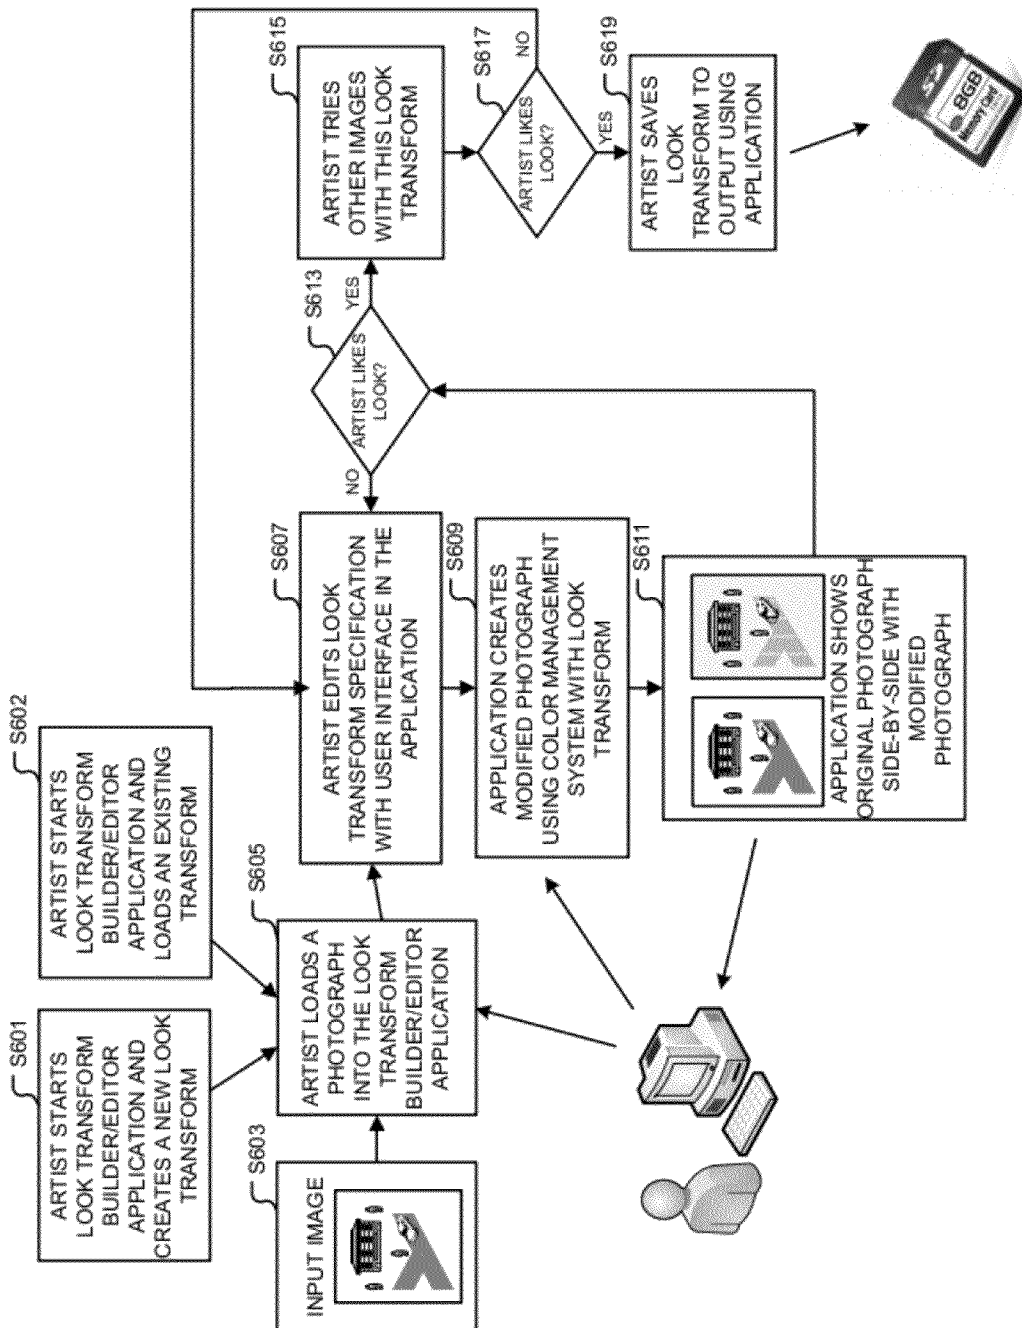 S601
ARTIST STARTS
LOOK TRANSFORM
BUILDER/EDITOR
APPLICATION AND
CREATES A NEW LOOK
TRANSFORM
S602
ARTIST STARTS
LOOK TRANSFORM
BUILDER/EDITOR
APPLICATION AND
LOADS AN EXISTING
TRANSFORM
S603
INPUT IMAGE
S605
ARTIST LOADS A
PHOTOGRAPH
INTO THE LOOK
TRANSFORM
BUILDER/EDITOR
APPLICATION
S607
ARTIST EDITS LOOK
TRANSFORM SPECIFICATION
WITH USER INTERFACE IN THE
APPLICATION
S609
APPLICATION CREATES
MODIFIED PHOTOGRAPH
USING COLOR MANAGEMENT
SYSTEM WITH LOOK
TRANSFORM
S611
APPLICATION SHOWS
ORIGINAL PHOTOGRAPH
SIDE-BY-SIDE WITH
MODIFIED
PHOTOGRAPH
S613
ARTIST LIKES
LOOK?
NO
YES
S615
ARTIST TRIES
OTHER IMAGES
WITH THIS LOOK
TRANSFORM
S617
ARTIST LIKES
LOOK?
NO
YES
S619
ARTIST SAVES
LOOK
TRANSFORM TO
OUTPUT USING
APPLICATION
SD
8GB
Memory Card